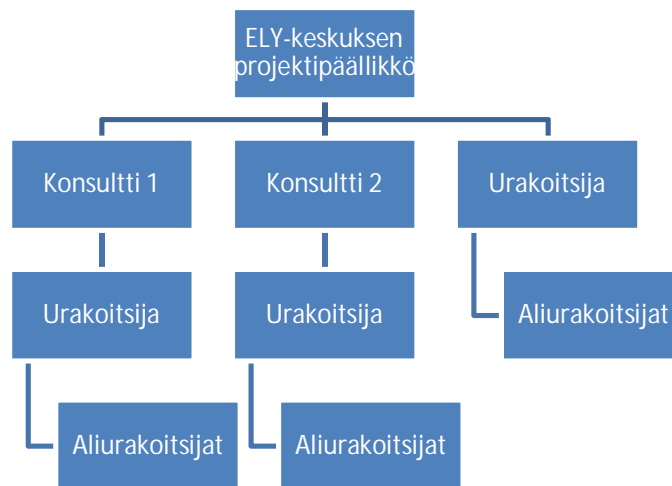 ELY-keskuksen
projektipäällikkö
Konsultti 1
Konsultti 2
Urakoitsija
Urakoitsija
Urakoitsija
Aliurakoitsijat
Aliurakoitsijat
Aliurakoitsijat